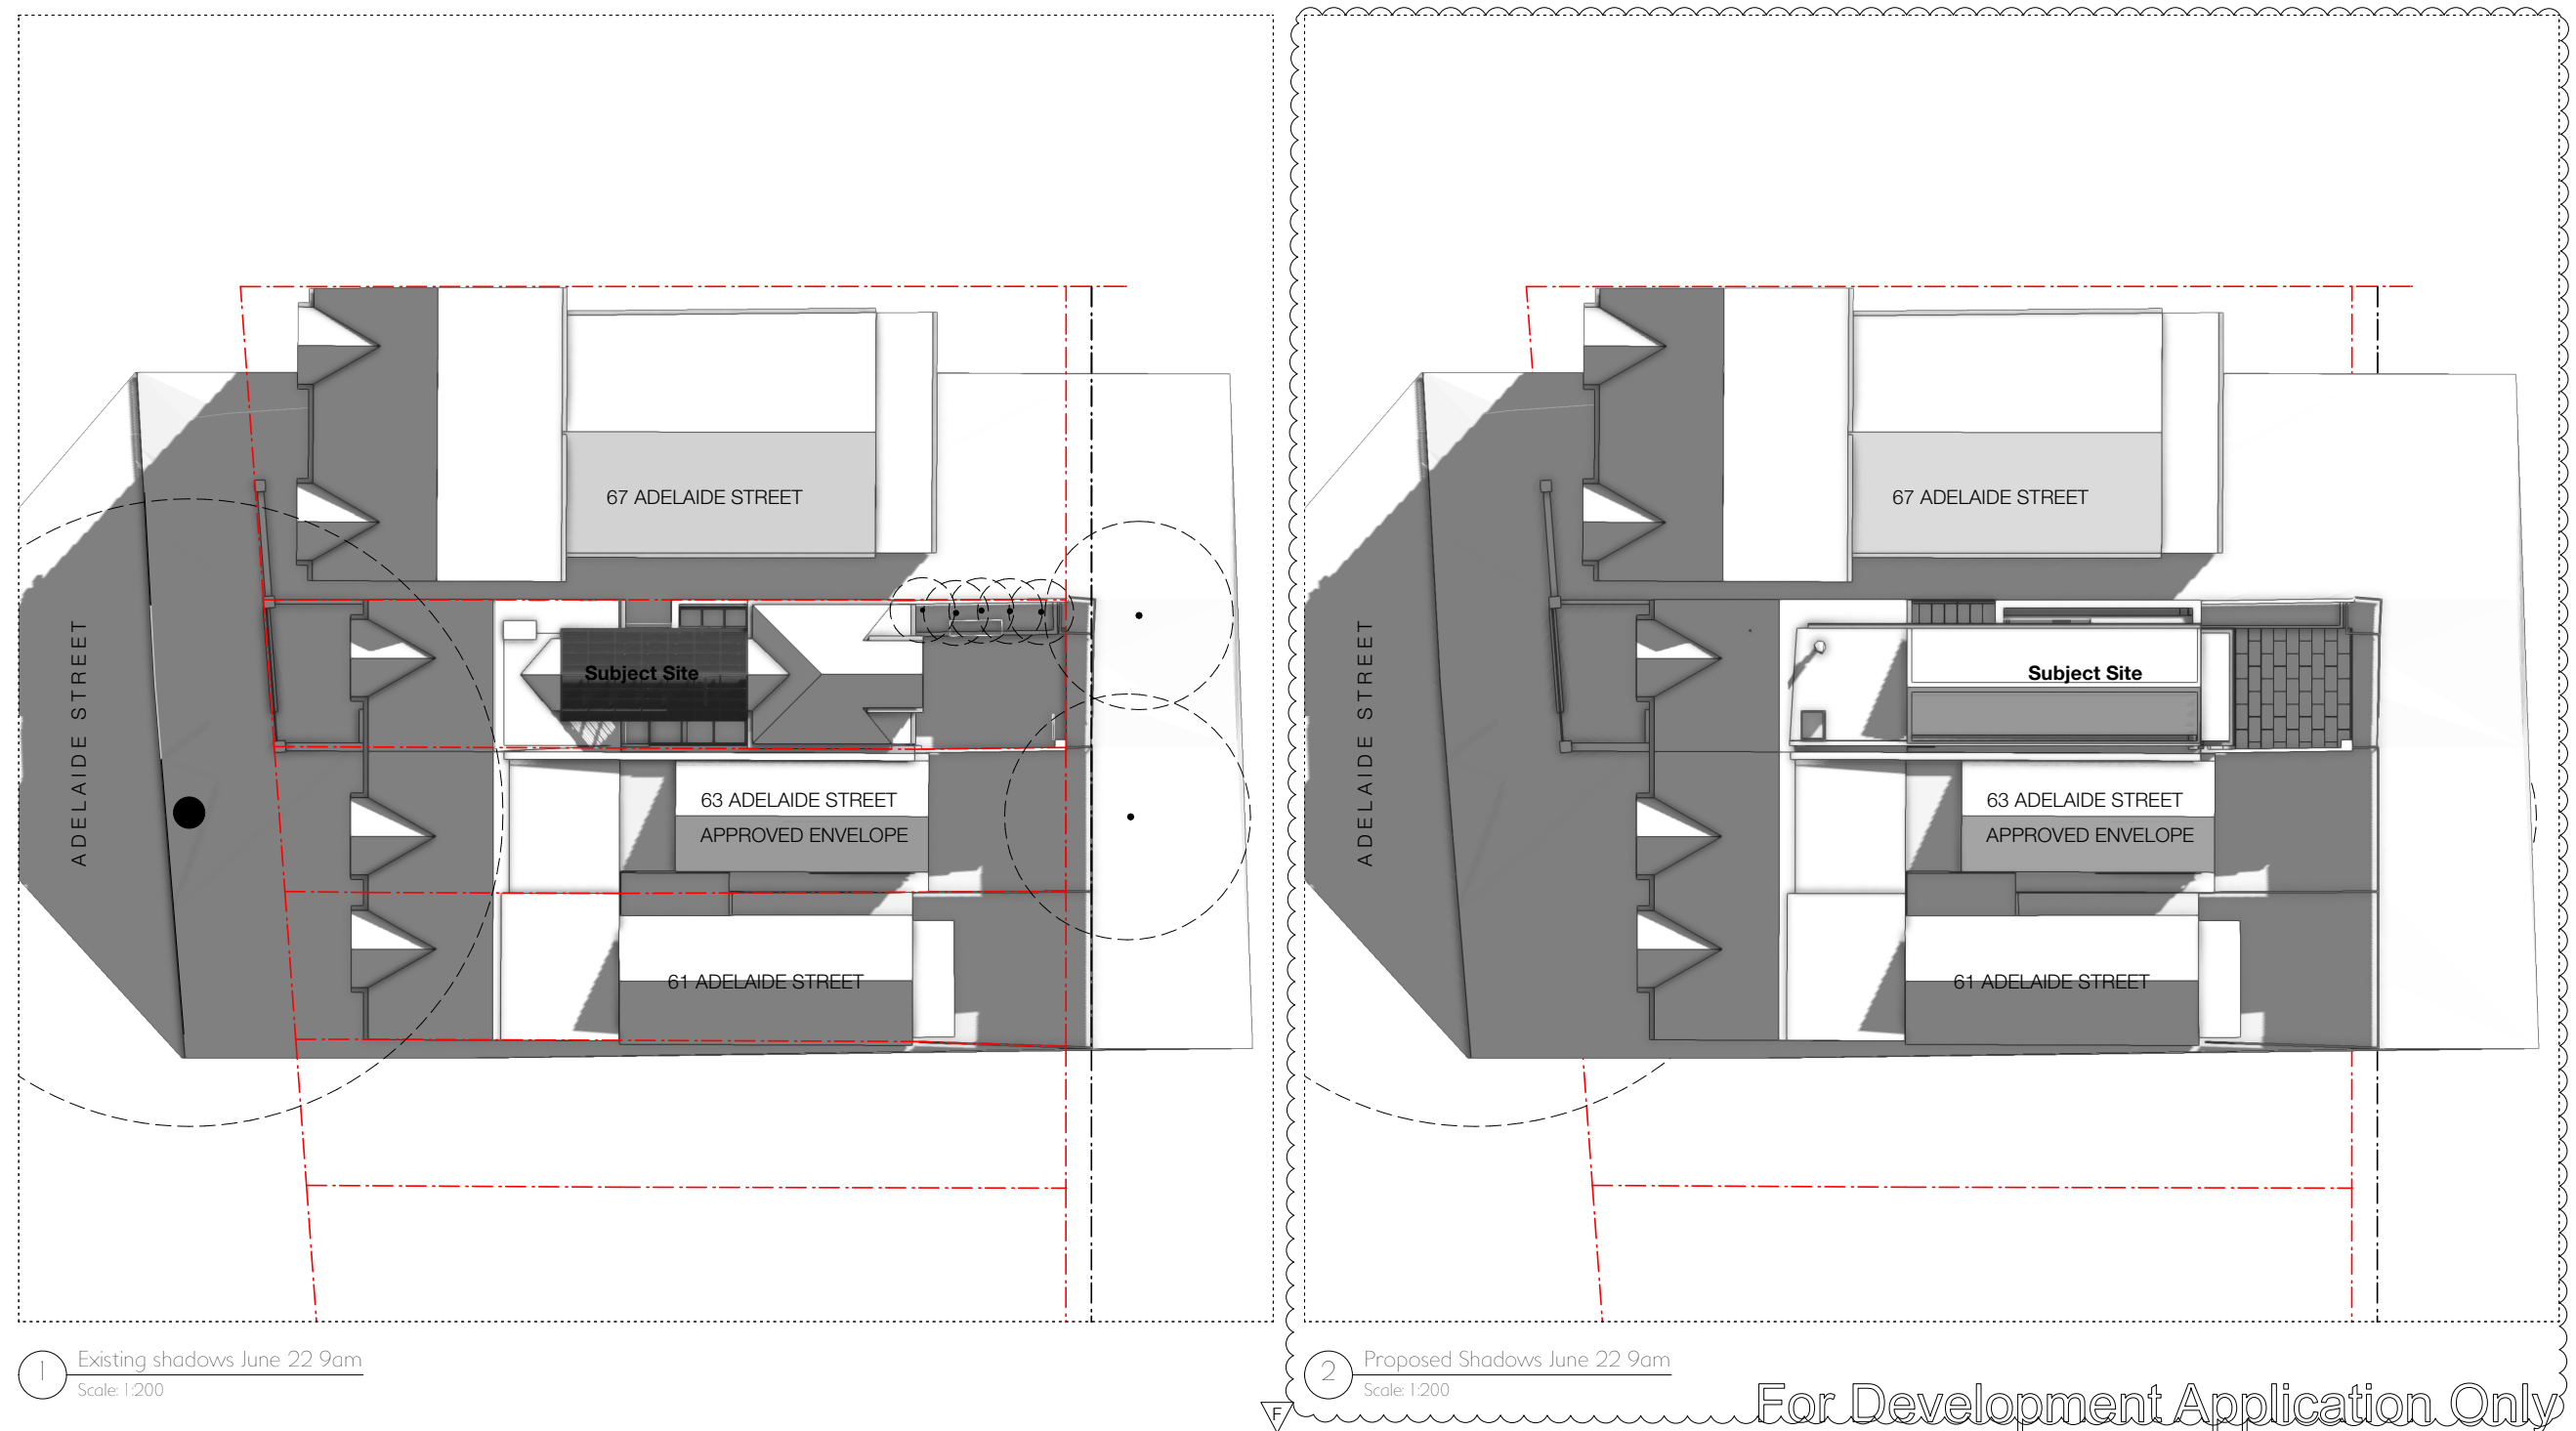 67 ADELAIDE STREET
Subject Site
63 ADELAIDE STREET
APPROVED ENVELOPE
61 ADELAIDE STREET
ADELAIDE STREET
1
Existing shadows June 22 9am
Scale: 1:200
67 ADELAIDE STREET
Subject Site
63 ADELAIDE STREET
APPROVED ENVELOPE
61 ADELAIDE STREET
ADELAIDE STREET
2
Proposed Shadows June 22 9am
Scale: 1:200
F
For Development Application Only